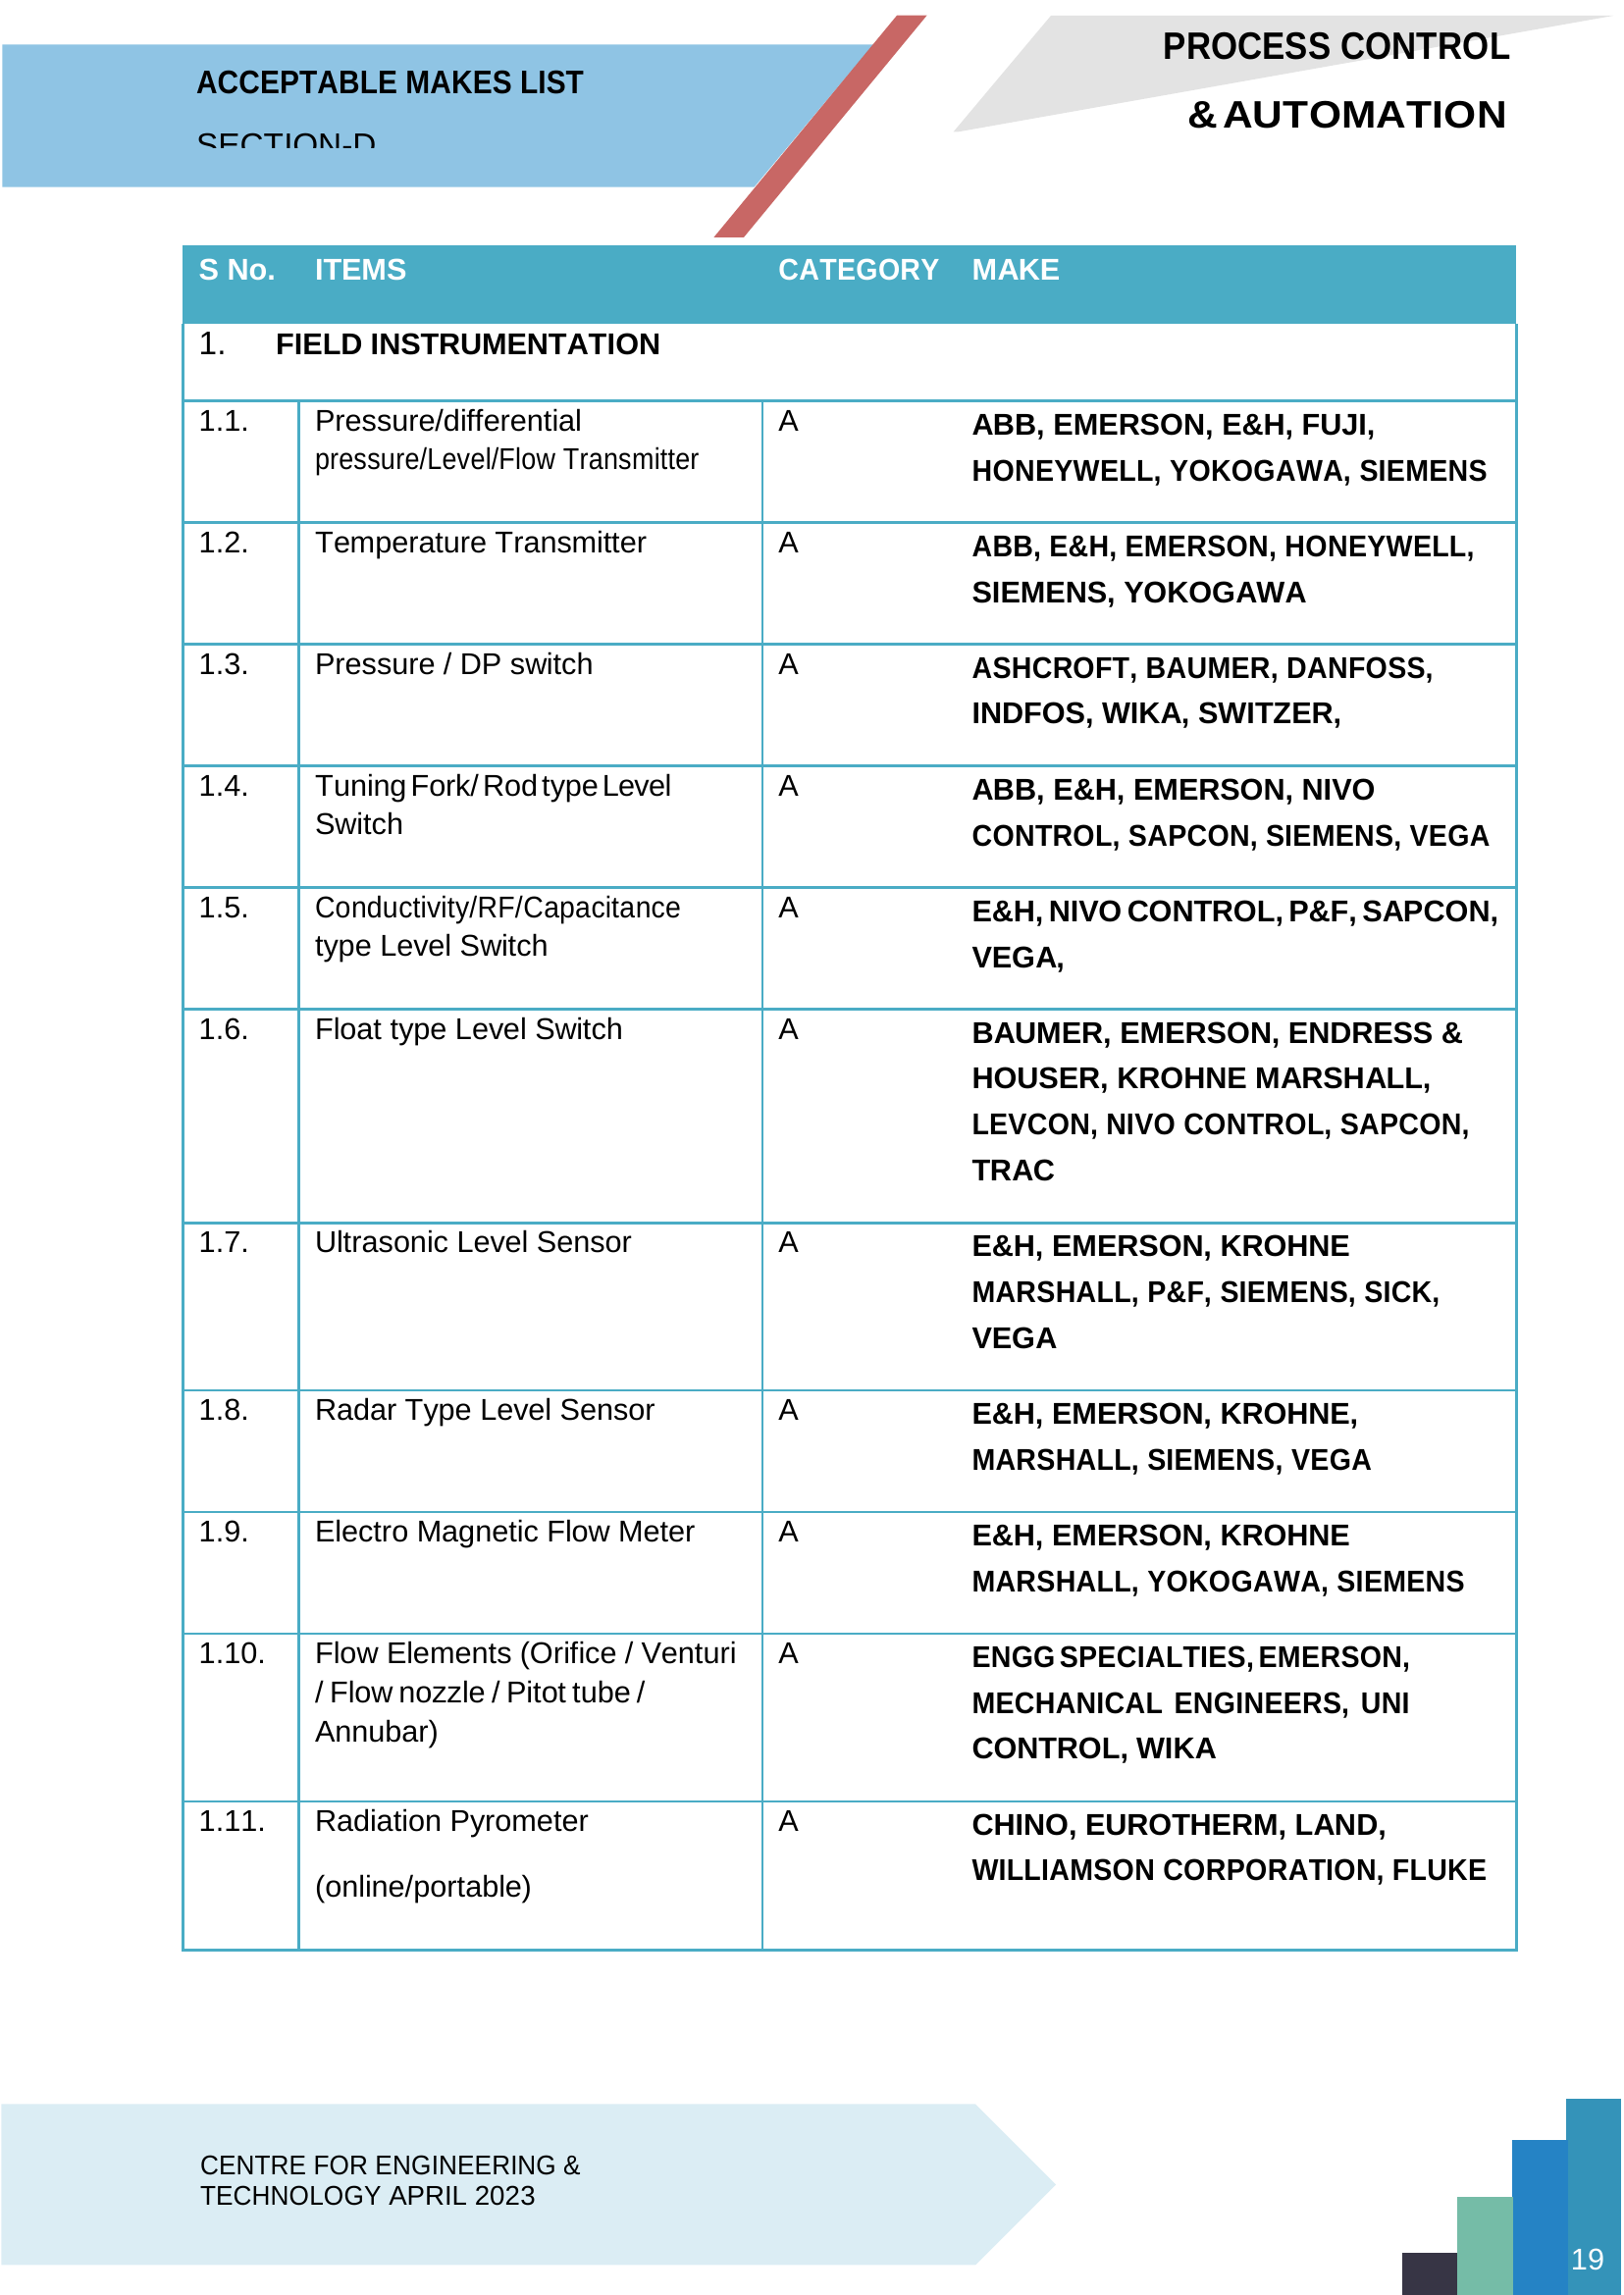 ACCEPTABLE MAKES LIST
SECTION-D
PROCESS CONTROL
& AUTOMATION
S No. ITEMS CATEGORY MAKE
1. FIELD INSTRUMENTATION
1.1. Pressure/differential A ABB, EMERSON, E&H, FUJI,
pressure/Level/Flow Transmitter HONEYWELL, YOKOGAWA, SIEMENS
1.2. Temperature Transmitter A ABB, E&H, EMERSON, HONEYWELL,
SIEMENS, YOKOGAWA
1.3. Pressure / DP switch A ASHCROFT, BAUMER, DANFOSS,
INDFOS, WIKA, SWITZER,
1.4. Tuning Fork/ Rod type Level A ABB, E&H, EMERSON, NIVO
Switch CONTROL, SAPCON, SIEMENS, VEGA
1.5. Conductivity/RF/Capacitance A E&H, NIVO CONTROL, P&F, SAPCON,
type Level Switch VEGA,
1.6. Float type Level Switch A BAUMER, EMERSON, ENDRESS &
HOUSER, KROHNE MARSHALL,
LEVCON, NIVO CONTROL, SAPCON,
TRAC
1.7. Ultrasonic Level Sensor A E&H, EMERSON, KROHNE
MARSHALL, P&F, SIEMENS, SICK,
VEGA
1.8. Radar Type Level Sensor A E&H, EMERSON, KROHNE,
MARSHALL, SIEMENS, VEGA
1.9. Electro Magnetic Flow Meter A E&H, EMERSON, KROHNE
MARSHALL, YOKOGAWA, SIEMENS
1.10. Flow Elements (Orifice / Venturi A ENGG SPECIALTIES, EMERSON,
/ Flow nozzle / Pitot tube / MECHANICAL ENGINEERS, UNI
Annubar) CONTROL, WIKA
1.11. Radiation Pyrometer A CHINO, EUROTHERM, LAND,
(online/portable) WILLIAMSON CORPORATION, FLUKE
CENTRE FOR ENGINEERING &
TECHNOLOGY APRIL 2023
19